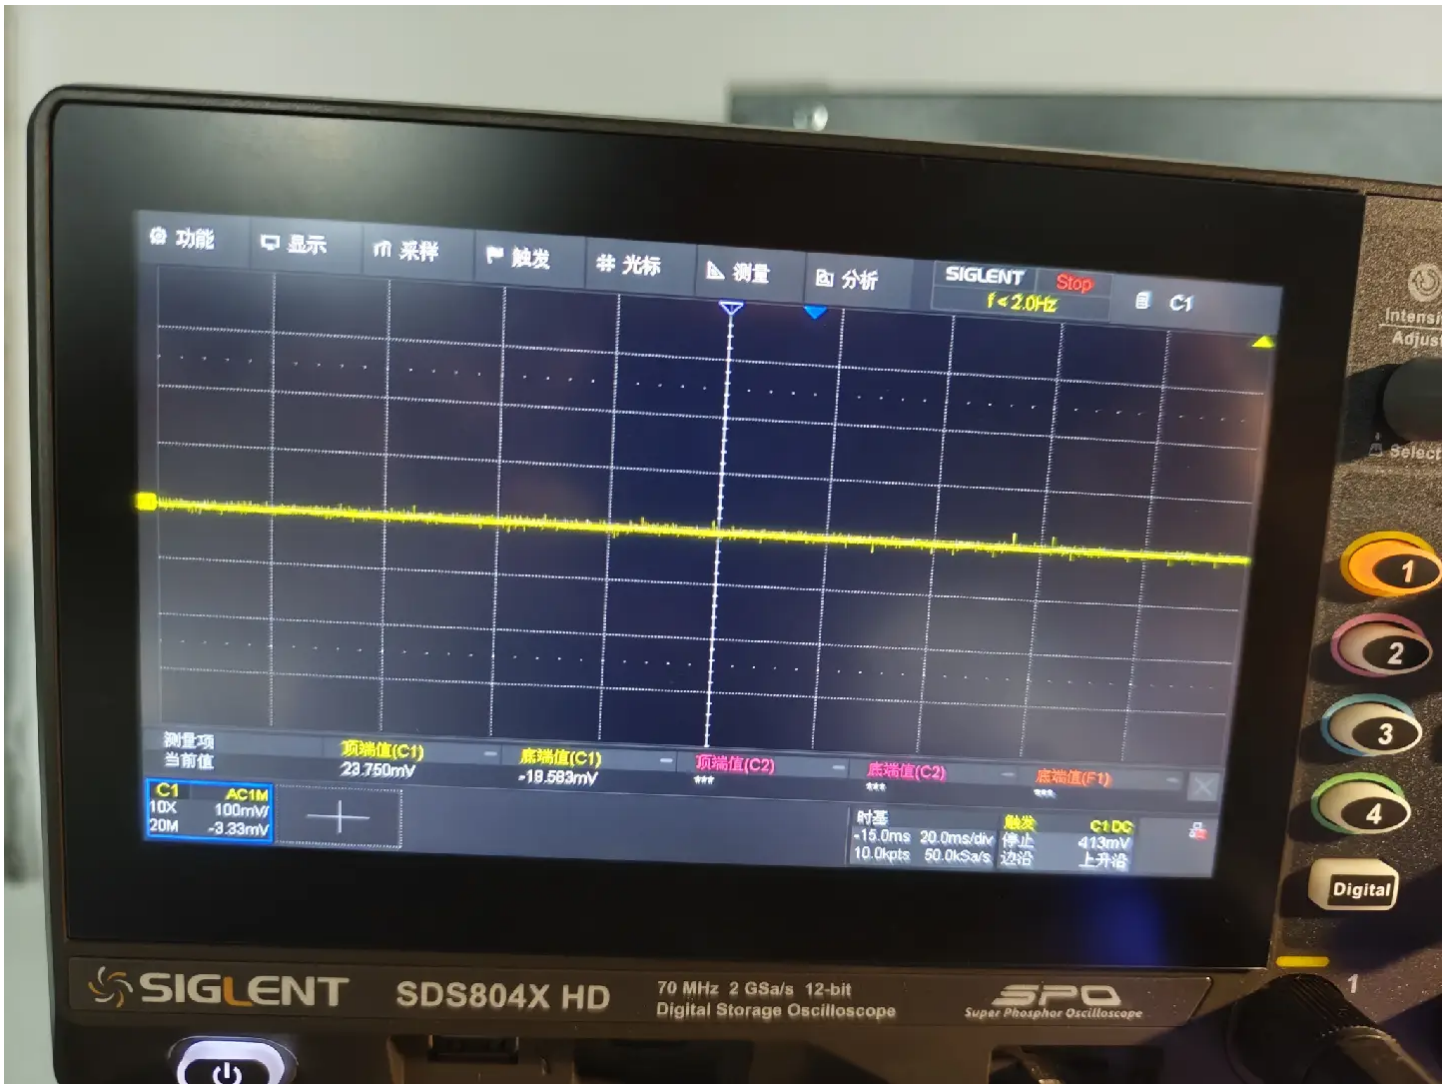 功能 显示 采样 触发 光标 测量 分析 SIGLENT Stop C1
f < 2.0Hz
测量项 顶端值(C1) 底端值(C1) 顶端值(C2) 底端值(C2) 底端值(F1)
当前值 23.750mV -19.583mV *** *** ***
C1 AC1M
10X 100mV/
20M -3.33mV
时基
-15.0ms 20.0ms/div
10.0kpts 50.0kSa/s
触发 C1 DC
停止 413mV
边沿 上升沿
Adjust
Select
1
2
3
4
Digital
1
SIGLENT SDS804X HD
70 MHz 2 GSa/s 12-bit
Digital Storage Oscilloscope
SPO
Super Phosphor Oscilloscope